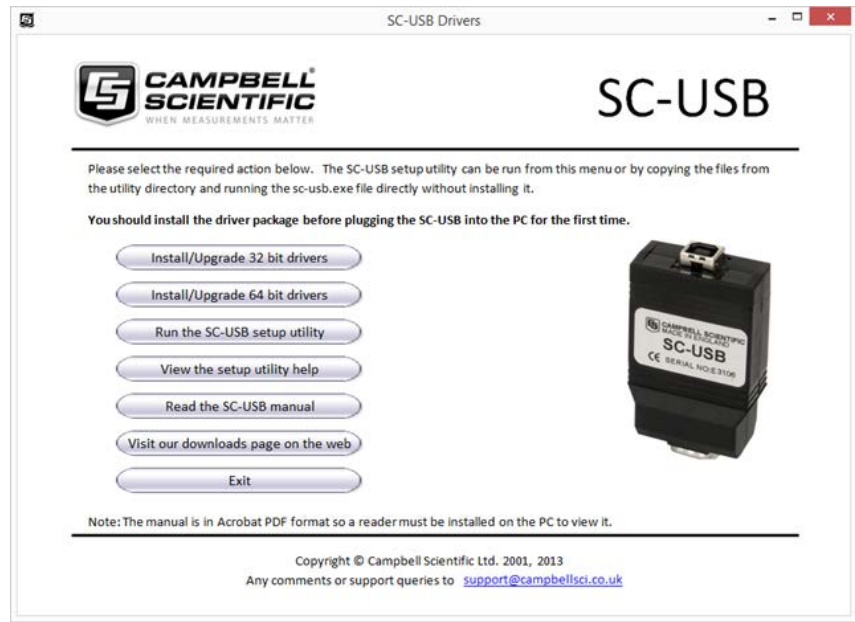 SC-USB Drivers
CAMPBELL
SCIENTIFIC
WHEN MEASUREMENTS MATTER
SC-USB
Please select the required action below. The SC-USB setup utility can be run from this menu or by copying the files from
the utility directory and running the sc-usb.exe file directly without installing it.
You should install the driver package before plugging the SC-USB into the PC for the first time.
Install/Upgrade 32 bit drivers
Install/Upgrade 64 bit drivers
Run the SC-USB setup utility
View the setup utility help
Read the SC-USB manual
Visit our downloads page on the web
Exit
CAMPBELL SCIENTIFIC
MADE IN ENGLAND
SC-USB
CE SERIAL NO:E3106
Note: The manual is in Acrobat PDF format so a reader must be installed on the PC to view it.
Copyright © Campbell Scientific Ltd. 2001, 2013
Any comments or support queries to support@campbellsci.co.uk